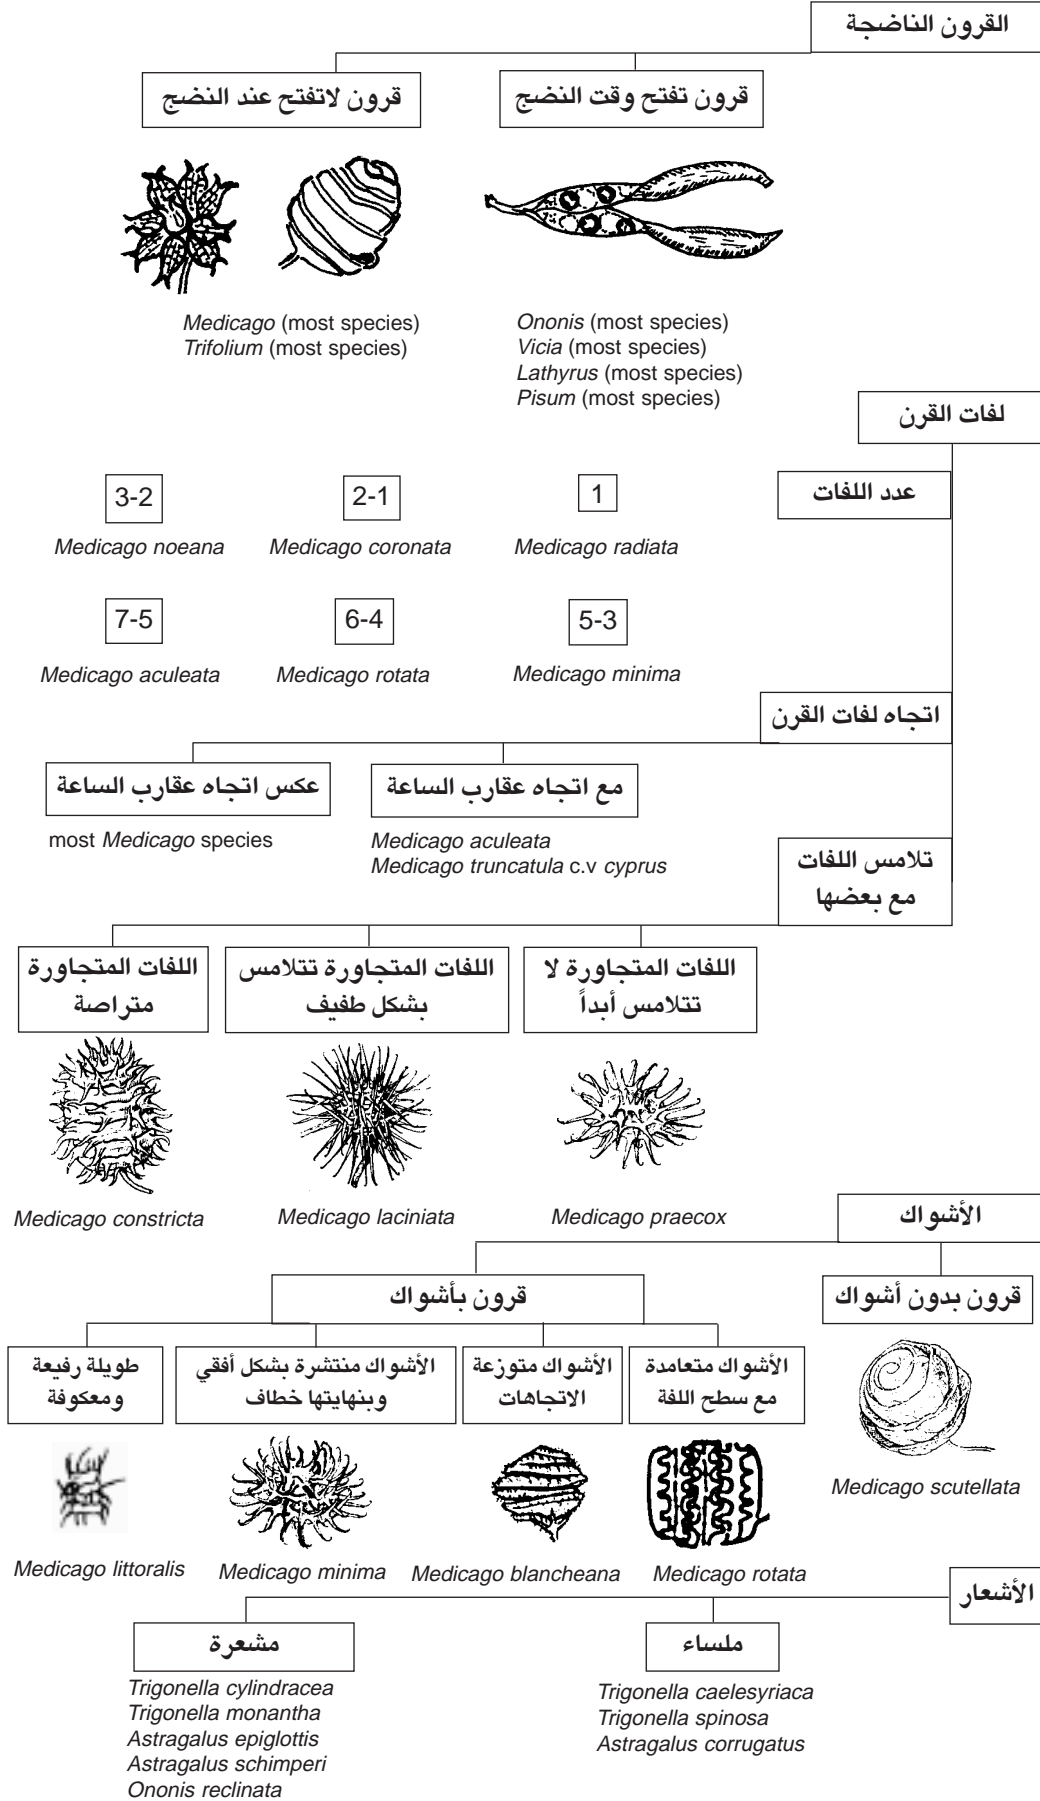 القرون الناضجة
قرون تفتح وقت النضج
قرون لاتفتح عند النضج
Ononis (most species)
Vicia (most species)
Lathyrus (most species)
Pisum (most species)
Medicago (most species)
Trifolium (most species)
لفات القرن
عدد اللفات
1
2-1
3-2
Medicago radiata
Medicago coronata
Medicago noeana
5-3
6-4
7-5
Medicago minima
Medicago rotata
Medicago aculeata
اتجاه لفات القرن
مع اتجاه عقارب الساعة
عكس اتجاه عقارب الساعة
Medicago aculeata
Medicago truncatula c.v cyprus
most Medicago species
تلامس اللفات
مع بعضها
اللفات المتجاورة لا
تتلامس أبداً
اللفات المتجاورة تتلامس
بشكل طفيف
اللفات المتجاورة
متراصة
Medicago praecox
Medicago laciniata
Medicago constricta
الأشواك
قرون بدون أشواك
قرون بأشواك
الأشواك متعامدة
مع سطح اللفة
الأشواك متوزعة
الاتجاهات
الأشواك منتشرة بشكل أفقي
وبنهايتها خطاف
طويلة رفيعة
ومعكوفة
Medicago scutellata
Medicago rotata
Medicago blancheana
Medicago minima
Medicago littoralis
الأشعار
ملساء
مشعرة
Trigonella caelesyriaca
Trigonella spinosa
Astragalus corrugatus
Trigonella cylindracea
Trigonella monantha
Astragalus epiglottis
Astragalus schimperi
Ononis reclinata